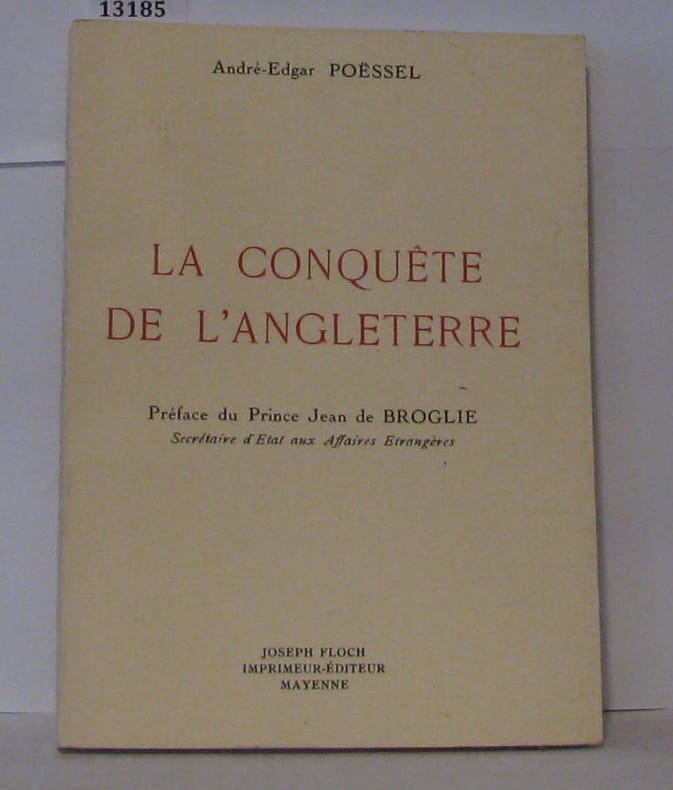 13185
André-Edgar POËSSEL
LA CONQUÊTE
DE L'ANGLETERRE
Préface du Prince Jean de BROGLIE
Secrétaire d'Etat aux Affaires Etrangères
JOSEPH FLOCH
IMPRIMEUR-ÉDITEUR
MAYENNE